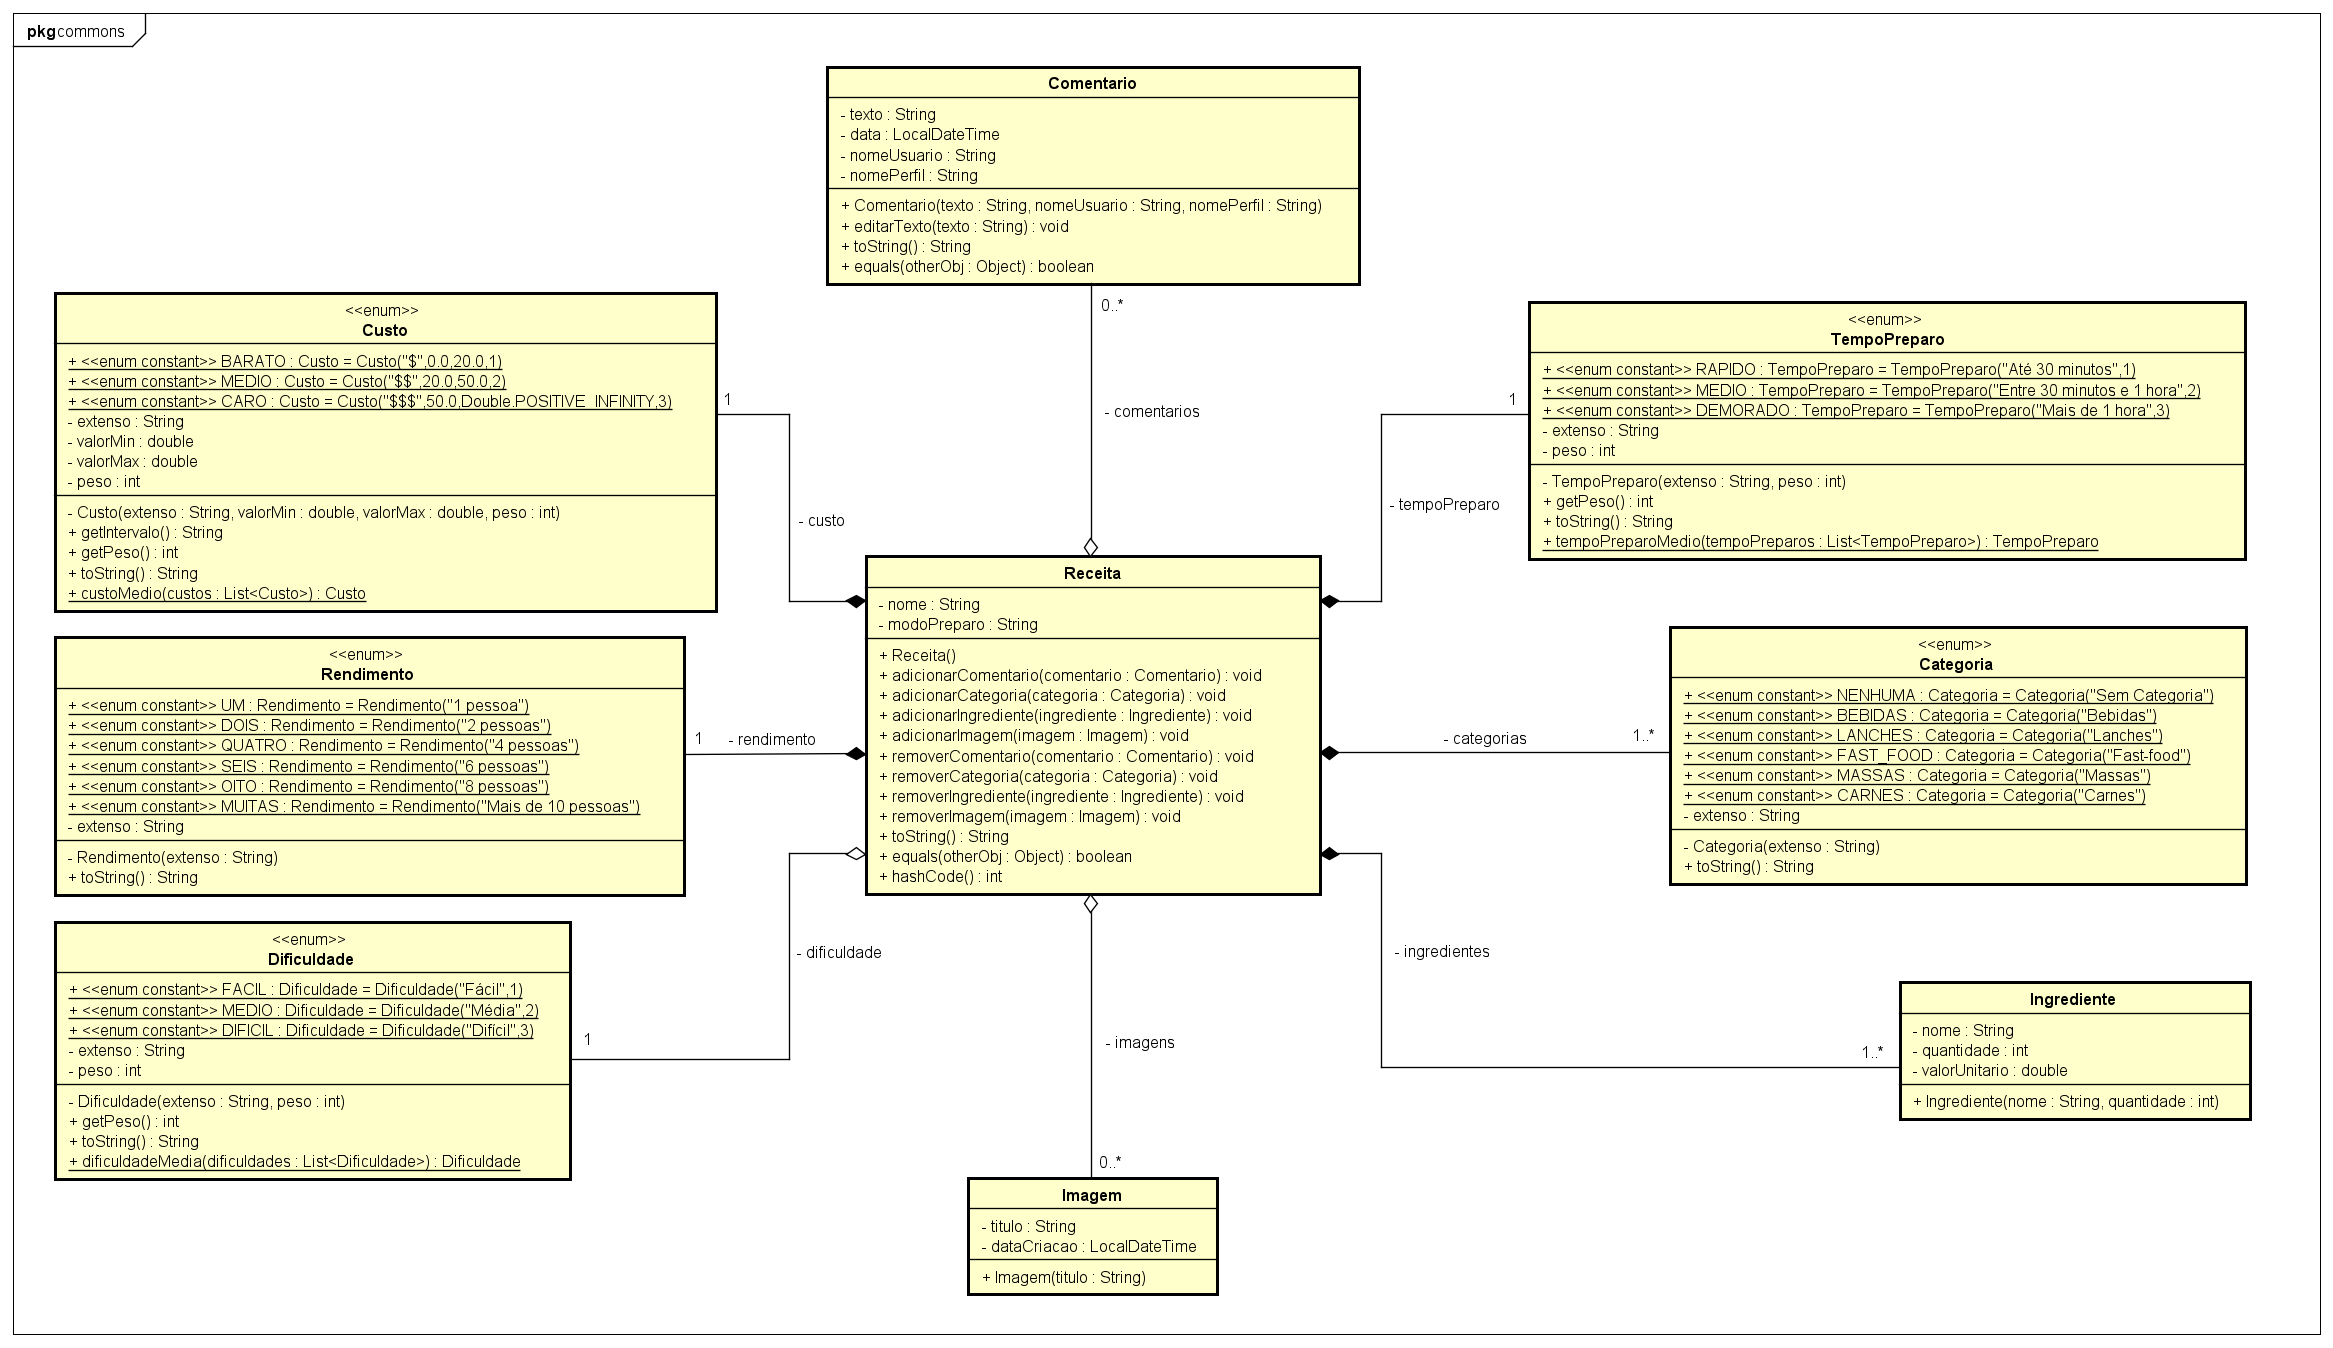 pkg commons
Comentario
- texto : String
- data : LocalDateTime
- nomeUsuario : String
- nomePerfil : String
+ Comentario(texto : String, nomeUsuario : String, nomePerfil : String)
+ editarTexto(texto : String) : void
+ toString() : String
+ equals(otherObj : Object) : boolean
0..*
- comentarios
<<enum>>
Custo
+ <<enum constant>> BARATO : Custo = Custo("$",0.0,20.0,1)
+ <<enum constant>> MEDIO : Custo = Custo("$$",20.0,50.0,2)
+ <<enum constant>> CARO : Custo = Custo("$$$",50.0,Double.POSITIVE_INFINITY,3)
- extenso : String
- valorMin : double
- valorMax : double
- peso : int
- Custo(extenso : String, valorMin : double, valorMax : double, peso : int)
+ getIntervalo() : String
+ getPeso() : int
+ toString() : String
+ custoMedio(custos : List<Custo>) : Custo
1
- custo
<<enum>>
TempoPreparo
+ <<enum constant>> RAPIDO : TempoPreparo = TempoPreparo("Até 30 minutos",1)
+ <<enum constant>> MEDIO : TempoPreparo = TempoPreparo("Entre 30 minutos e 1 hora",2)
+ <<enum constant>> DEMORADO : TempoPreparo = TempoPreparo("Mais de 1 hora",3)
- extenso : String
- peso : int
- TempoPreparo(extenso : String, peso : int)
+ getPeso() : int
+ toString() : String
+ tempoPreparoMedio(tempoPreparos : List<TempoPreparo>) : TempoPreparo
1
- tempoPreparo
Receita
- nome : String
- modoPreparo : String
+ Receita()
+ adicionarComentario(comentario : Comentario) : void
+ adicionarCategoria(categoria : Categoria) : void
+ adicionarIngrediente(ingrediente : Ingrediente) : void
+ adicionarImagem(imagem : Imagem) : void
+ removerComentario(comentario : Comentario) : void
+ removerCategoria(categoria : Categoria) : void
+ removerIngrediente(ingrediente : Ingrediente) : void
+ removerImagem(imagem : Imagem) : void
+ toString() : String
+ equals(otherObj : Object) : boolean
+ hashCode() : int
<<enum>>
Rendimento
+ <<enum constant>> UM : Rendimento = Rendimento("1 pessoa")
+ <<enum constant>> DOIS : Rendimento = Rendimento("2 pessoas")
+ <<enum constant>> QUATRO : Rendimento = Rendimento("4 pessoas")
+ <<enum constant>> SEIS : Rendimento = Rendimento("6 pessoas")
+ <<enum constant>> OITO : Rendimento = Rendimento("8 pessoas")
+ <<enum constant>> MUITAS : Rendimento = Rendimento("Mais de 10 pessoas")
- extenso : String
- Rendimento(extenso : String)
+ toString() : String
1
- rendimento
<<enum>>
Categoria
+ <<enum constant>> NENHUMA : Categoria = Categoria("Sem Categoria")
+ <<enum constant>> BEBIDAS : Categoria = Categoria("Bebidas")
+ <<enum constant>> LANCHES : Categoria = Categoria("Lanches")
+ <<enum constant>> FAST_FOOD : Categoria = Categoria("Fast-food")
+ <<enum constant>> MASSAS : Categoria = Categoria("Massas")
+ <<enum constant>> CARNES : Categoria = Categoria("Carnes")
- extenso : String
- Categoria(extenso : String)
+ toString() : String
- categorias
1..*
<<enum>>
Dificuldade
+ <<enum constant>> FACIL : Dificuldade = Dificuldade("Fácil",1)
+ <<enum constant>> MEDIO : Dificuldade = Dificuldade("Média",2)
+ <<enum constant>> DIFICIL : Dificuldade = Dificuldade("Difícil",3)
- extenso : String
- peso : int
- Dificuldade(extenso : String, peso : int)
+ getPeso() : int
+ toString() : String
+ dificuldadeMedia(dificuldades : List<Dificuldade>) : Dificuldade
1
- dificuldade
- ingredientes
1..*
Ingrediente
- nome : String
- quantidade : int
- valorUnitario : double
+ Ingrediente(nome : String, quantidade : int)
- imagens
0..*
Imagem
- titulo : String
- dataCriacao : LocalDateTime
+ Imagem(titulo : String)